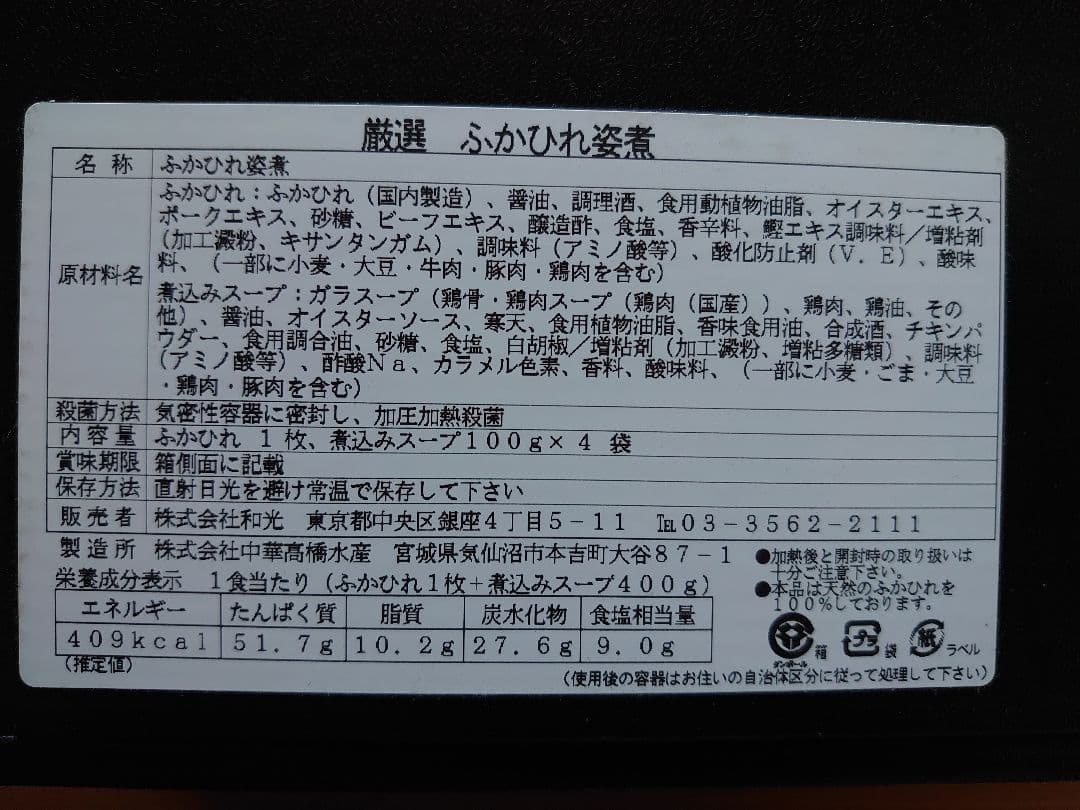 厳選 ふかひれ姿煮
名称 ふかひれ姿煮
原材料名
ふかひれ：ふかひれ（国内製造）、醤油、調理酒、食用動植物油脂、オイスターエキス、
ポークエキス、砂糖、ビーフエキス、醸造酢、食塩、香辛料、鰹エキス調味料／増粘剤
（加工澱粉、キサンタンガム）、調味料（アミノ酸等）、酸化防止剤（Ｖ．Ｅ）、酸味
料、（一部に小麦・大豆・牛肉・豚肉・鶏肉を含む）
煮込みスープ：ガラスープ（鶏骨・鶏肉スープ（鶏肉（国産））、鶏肉、鶏油、その
他）、醤油、オイスターソース、寒天、食用植物油脂、香味食用油、合成酒、チキンパ
ウダー、食用調合油、砂糖、食塩、白胡椒／増粘剤（加工澱粉、増粘多糖類）、調味料
（アミノ酸等）、酢酸Ｎａ、カラメル色素、香料、酸味料、（一部に小麦・ごま・大豆
・鶏肉・豚肉を含む）
殺菌方法 気密性容器に密封し、加圧加熱殺菌
内容量 ふかひれ １枚、煮込みスープ１００ｇ×４袋
賞味期限 箱側面に記載
保存方法 直射日光を避け常温で保存して下さい
販売者 株式会社和光 東京都中央区銀座４丁目５－１１ ℡０３－３５６２－２１１１
製造所 株式会社中華高橋水産 宮城県気仙沼市本吉町大谷８７－１
●加熱後と開封時の取り扱いは
十分ご注意下さい。
●本品は天然のふかひれを
１００％しております。
栄養成分表示 １食当たり（ふかひれ１枚＋煮込みスープ４００ｇ）
エネルギー たんぱく質 脂質 炭水化物 食塩相当量
４０９ｋｃａｌ ５１．７ｇ １０．２ｇ ２７．６ｇ ９．０ｇ
（推定値）
ダンボール 箱 プラ 袋 紙 ラベル
（使用後の容器はお住いの自治体区分に従って処理して下さい）